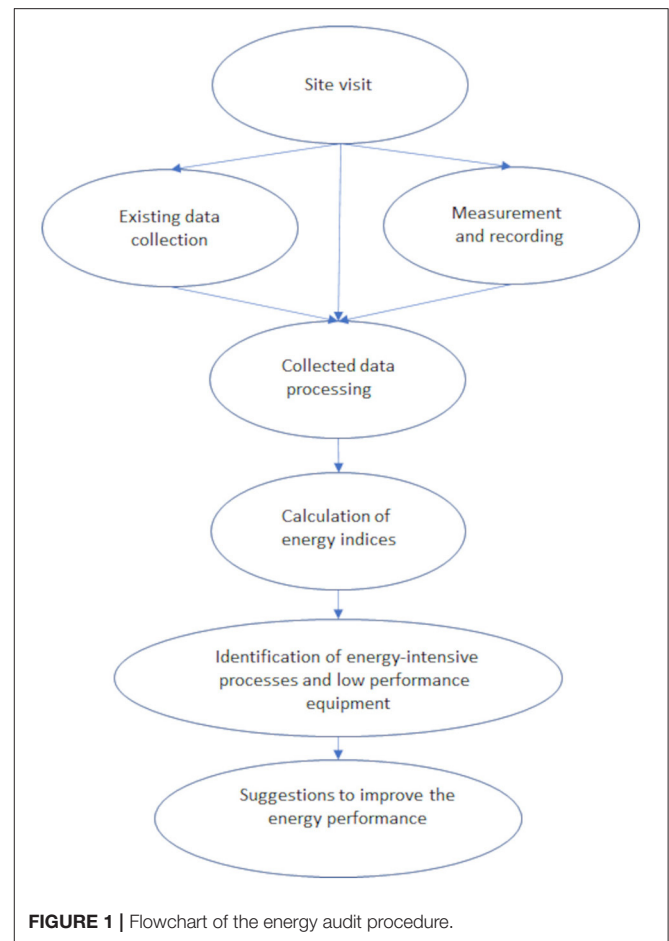 Site visit
Existing data
collection
Measurement
and recording
Collected data
processing
Calculation of
energy indices
Identification of energy-intensive
processes and low performance
equipment
Suggestions to improve the
energy performance
FIGURE 1 | Flowchart of the energy audit procedure.